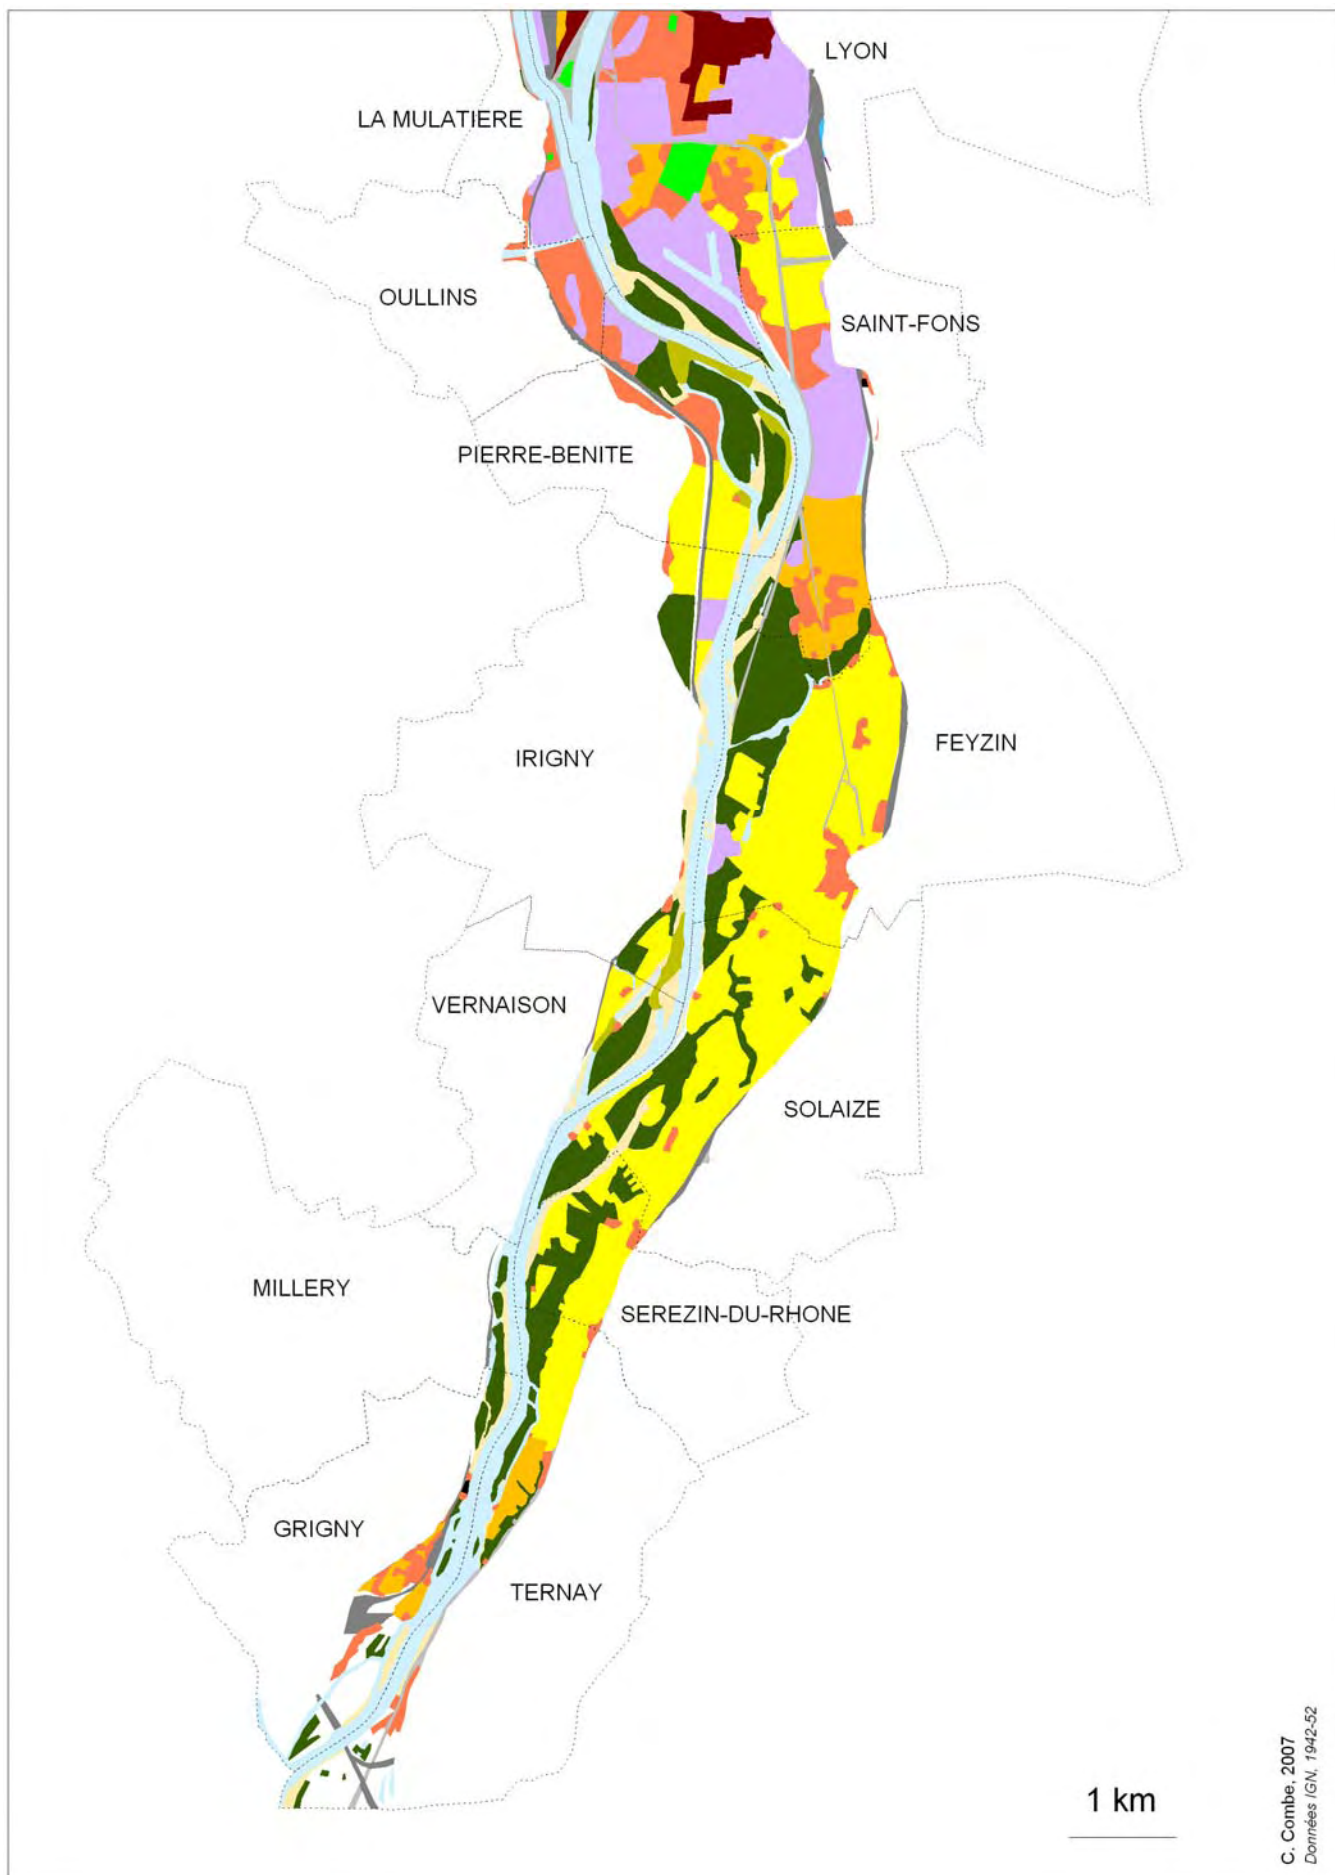 LYON
LA MULATIERE
OULLINS
SAINT-FONS
PIERRE-BENITE
IRIGNY
FEYZIN
VERNAISON
SOLAIZE
MILLERY
SEREZIN-DU-RHONE
GRIGNY
TERNAY
1 km
C. Combe, 2007
Données IGN, 1942-52